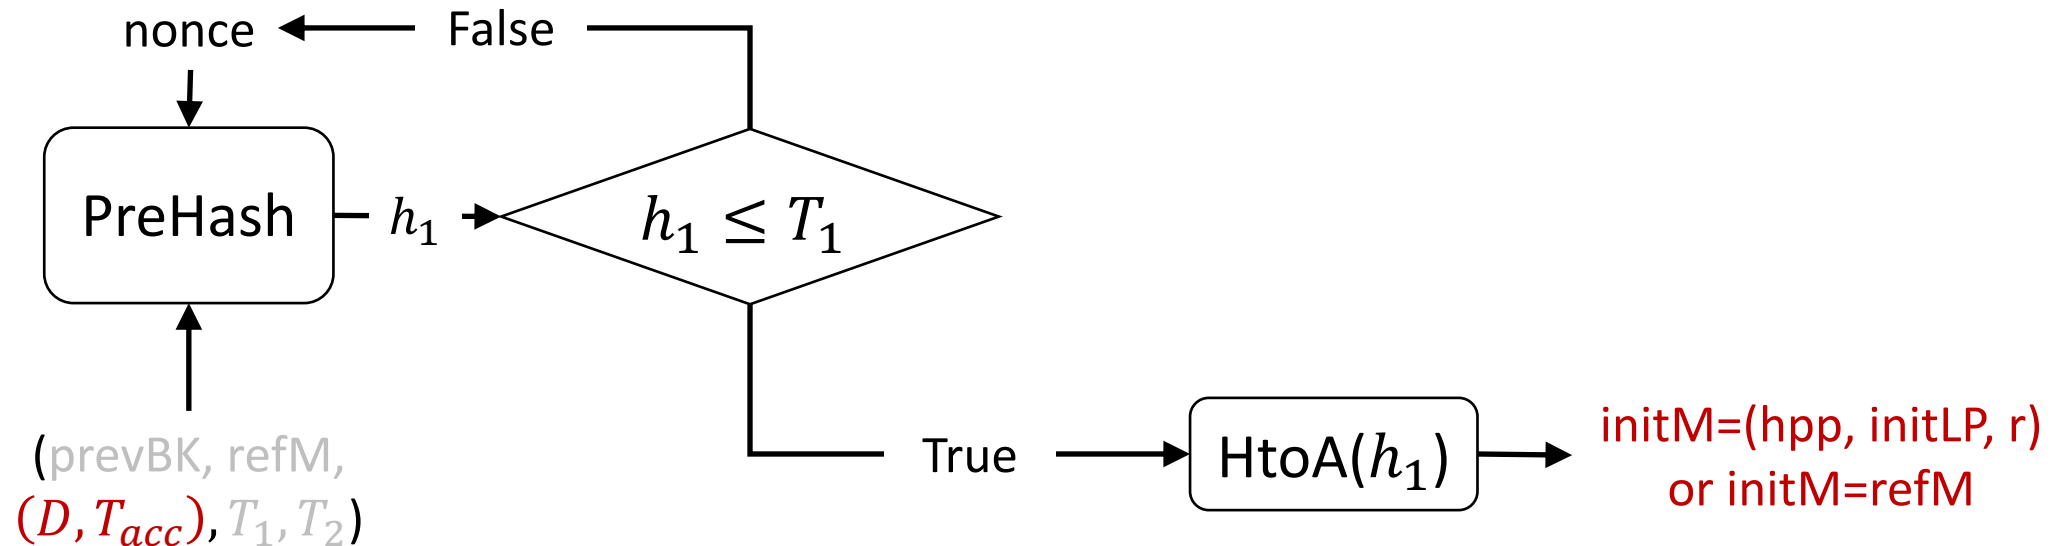 nonce
False
PreHash
h₁
h₁ ≤ T₁
(prevBK, refM,
(D, T_acc), T₁, T₂)
True
HtoA(h₁)
initM=(hpp, initLP, r)
or initM=refM